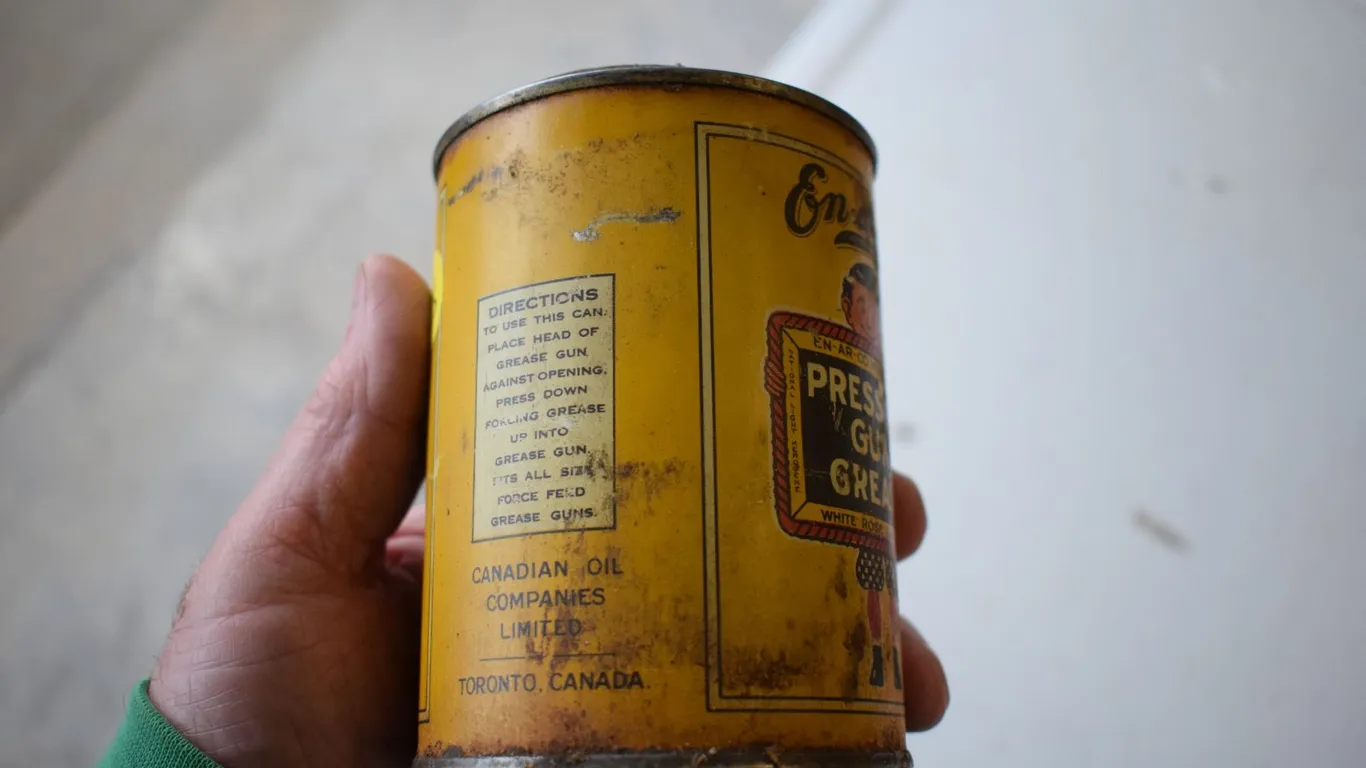 DIRECTIONS
TO USE THIS CAN.
PLACE HEAD OF
GREASE GUN
AGAINST OPENING.
PRESS DOWN
FORCING GREASE
UP INTO
GREASE GUN.
FITS ALL SIZE
FORCE FEED
GREASE GUNS.
CANADIAN OIL
COMPANIES
LIMITED
TORONTO, CANADA.
En-
EN-AR-CO
PRESS
GU
GREA
WHITE ROSE